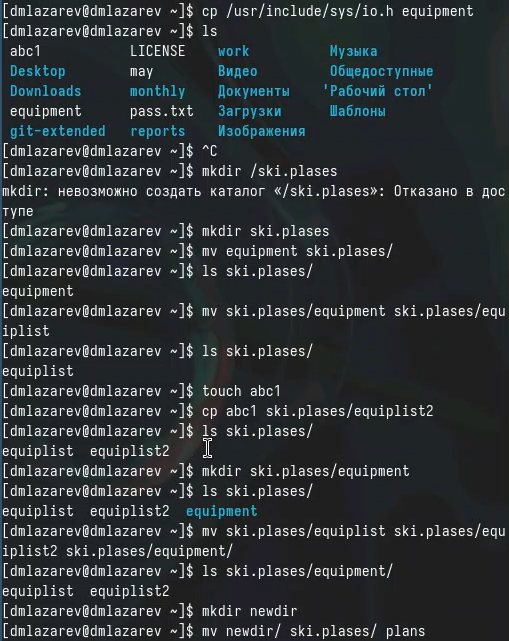 [dmlazarev@dmlazarev ~]$ cp /usr/include/sys/io.h equipment
[dmlazarev@dmlazarev ~]$ ls
abc1 LICENSE work Музыка
Desktop may Видео Общедоступные
Downloads monthly Документы 'Рабочий стол'
equipment pass.txt Загрузки Шаблоны
git-extended reports Изображения
[dmlazarev@dmlazarev ~]$ ^C
[dmlazarev@dmlazarev ~]$ mkdir /ski.plases
mkdir: невозможно создать каталог «/ski.plases»: Отказано в дос
тупе
[dmlazarev@dmlazarev ~]$ mkdir ski.plases
[dmlazarev@dmlazarev ~]$ mv equipment ski.plases/
[dmlazarev@dmlazarev ~]$ ls ski.plases/
equipment
[dmlazarev@dmlazarev ~]$ mv ski.plases/equipment ski.plases/equ
iplist
[dmlazarev@dmlazarev ~]$ ls ski.plases/
equiplist
[dmlazarev@dmlazarev ~]$ touch abc1
[dmlazarev@dmlazarev ~]$ cp abc1 ski.plases/equiplist2
[dmlazarev@dmlazarev ~]$ ls ski.plases/
equiplist equiplist2
[dmlazarev@dmlazarev ~]$ mkdir ski.plases/equipment
[dmlazarev@dmlazarev ~]$ ls ski.plases/
equiplist equiplist2 equipment
[dmlazarev@dmlazarev ~]$ mv ski.plases/equiplist ski.plases/equ
iplist2 ski.plases/equipment/
[dmlazarev@dmlazarev ~]$ ls ski.plases/equipment/
equiplist equiplist2
[dmlazarev@dmlazarev ~]$ mkdir newdir
[dmlazarev@dmlazarev ~]$ mv newdir/ ski.plases/ plans